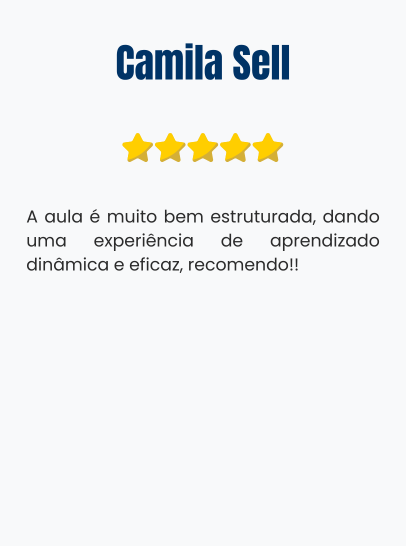 Camila Sell
A aula é muito bem estruturada, dando
uma experiência de aprendizado
dinâmica e eficaz, recomendo!!